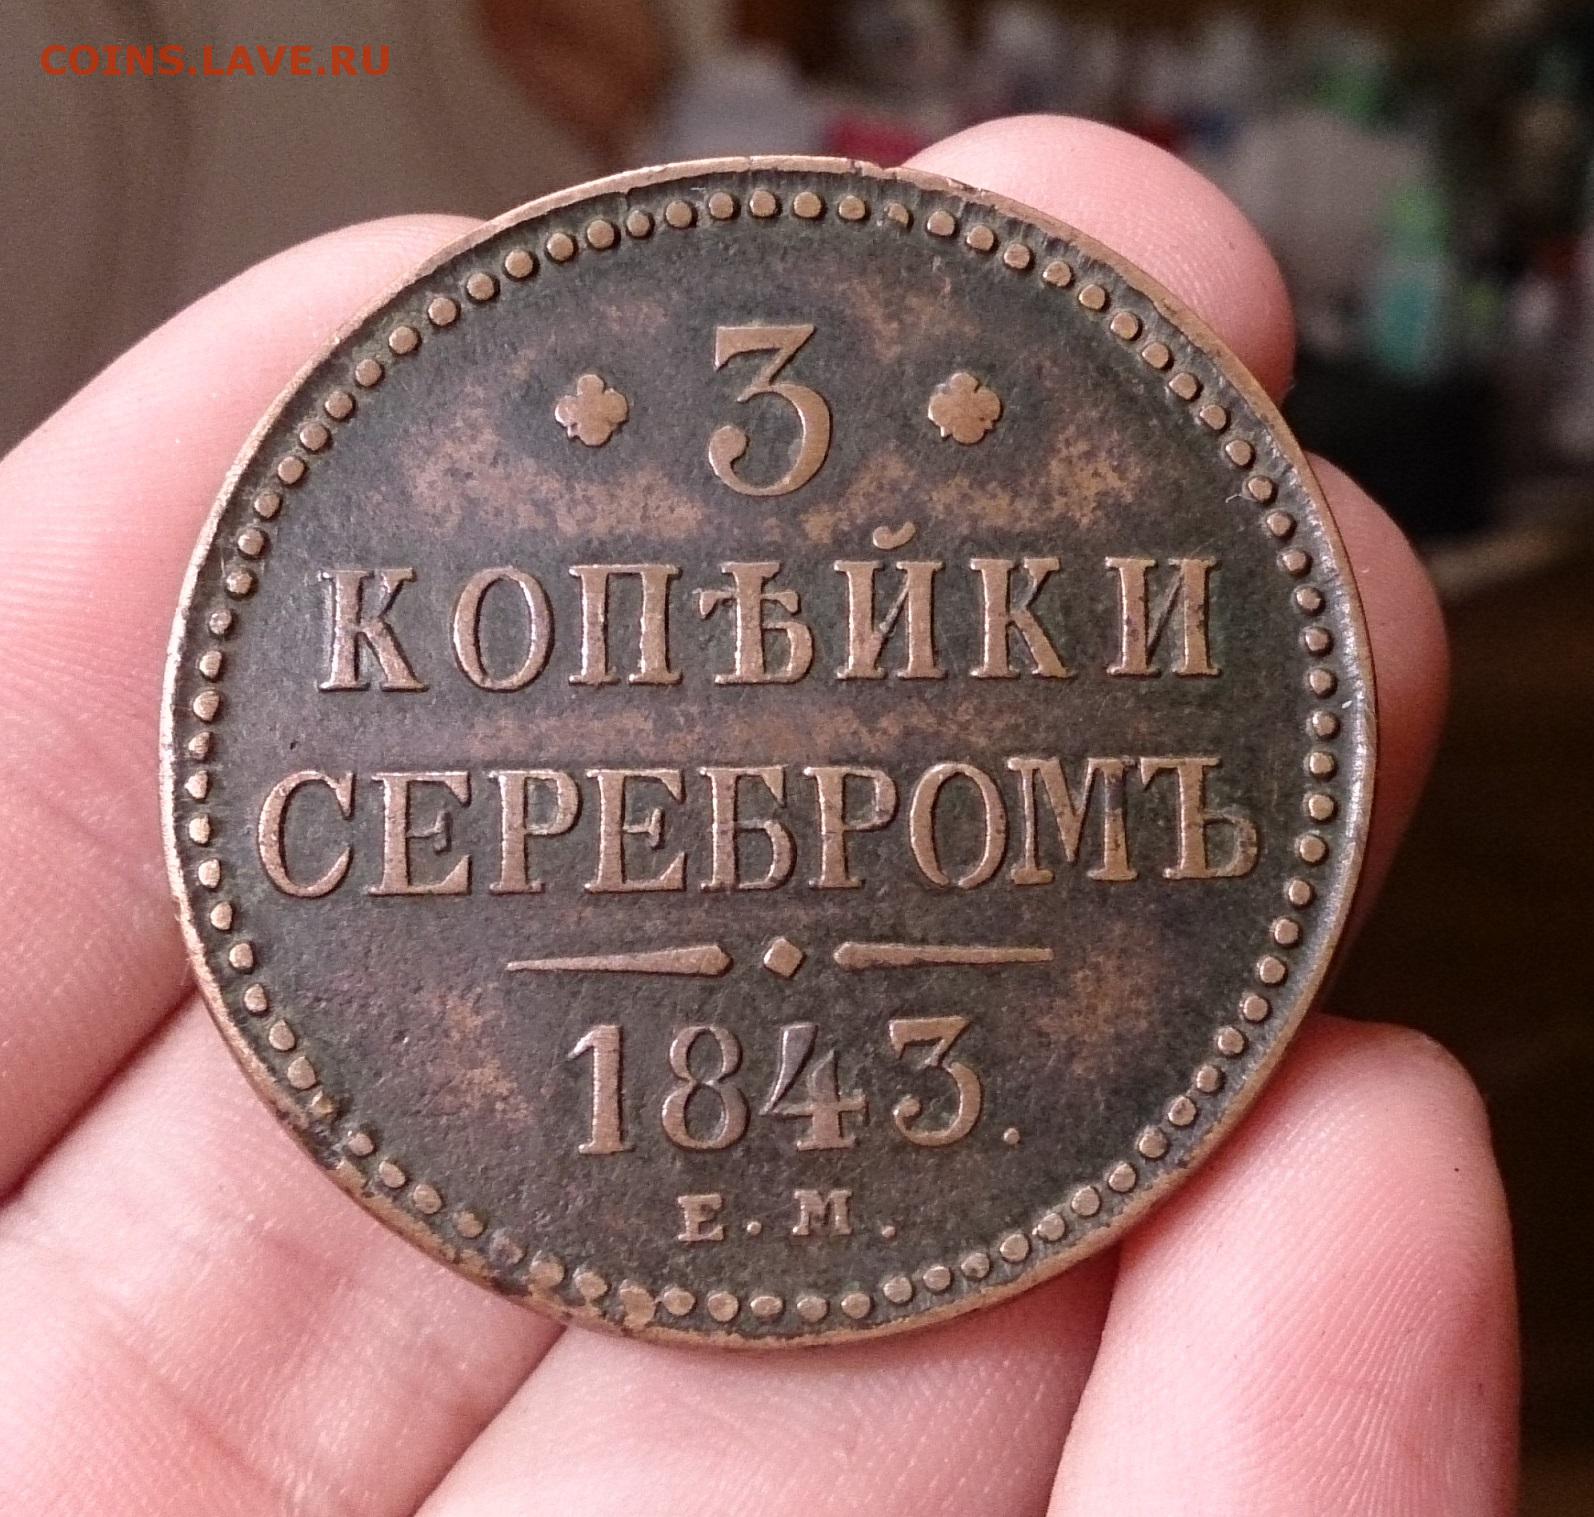 COINS.LAVE.RU
3
КОПѢЙКИ
СЕРЕБРОМЪ
1843.
Е. М.